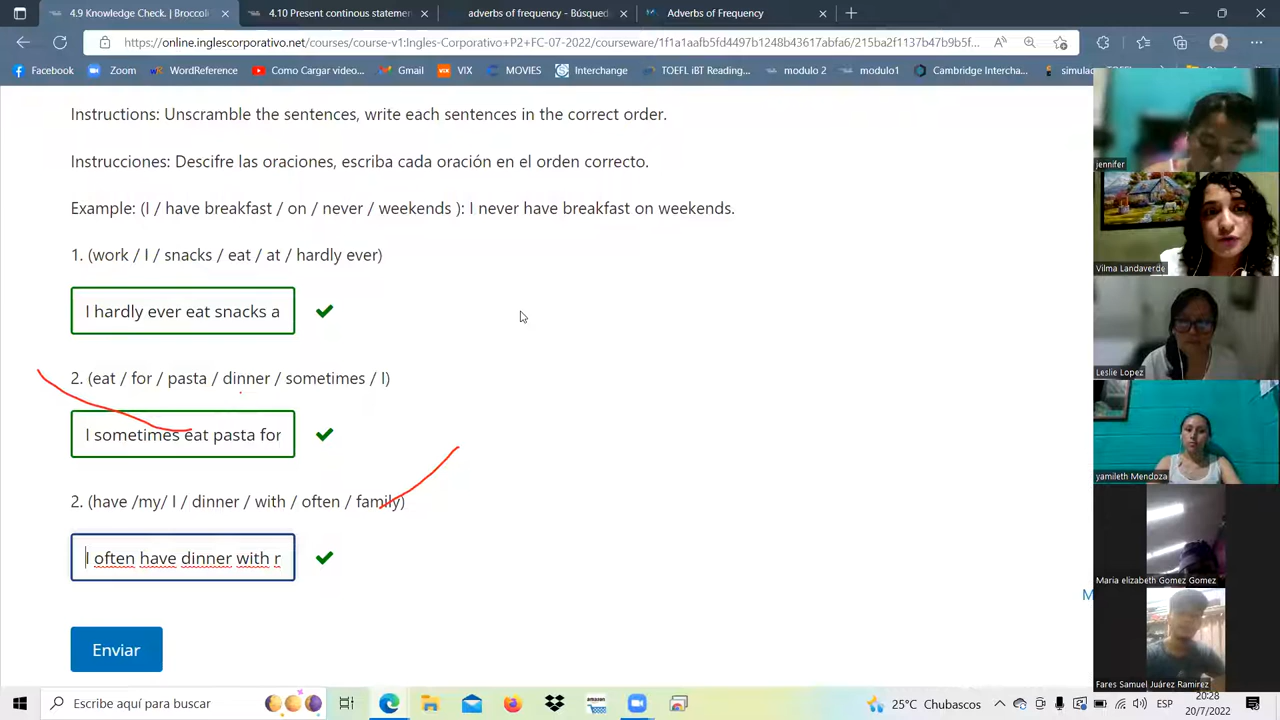 4.9 Knowledge Check. | Broccoli
4.10 Present continous statemen
adverbs of frequency - Búsqued
Adverbs of Frequency
https://online.inglescorporativo.net/courses/course-v1:Ingles-Corporativo+P2+FC-07-2022/courseware/1f1a1aafb5fd4497b1248b43617abfa6/215ba2f1137b47b9b5f...
Facebook
Zoom
WordReference
Como Cargar video...
Gmail
VIX
MOVIES
Interchange
TOEFL iBT Reading...
modulo 2
modulo1
Cambridge Intercha...
Instructions: Unscramble the sentences, write each sentences in the correct order.
Instrucciones: Descifre las oraciones, escriba cada oración en el orden correcto.
Example: (I / have breakfast / on / never / weekends ): I never have breakfast on weekends.
1. (work / I / snacks / eat / at / hardly ever)
I hardly ever eat snacks a
2. (eat / for / pasta / dinner / sometimes / I)
I sometimes eat pasta for
2. (have /my/ I / dinner / with / often / family)
I often have dinner with
Enviar
jennifer
Vilma Landaverde
Leslie Lopez
yamileth Mendoza
Maria elizabeth Gomez Gomez
Fares Samuel Juárez Ramirez
Escribe aquí para buscar
25°C Chubascos
ESP
20:28
20/7/2022